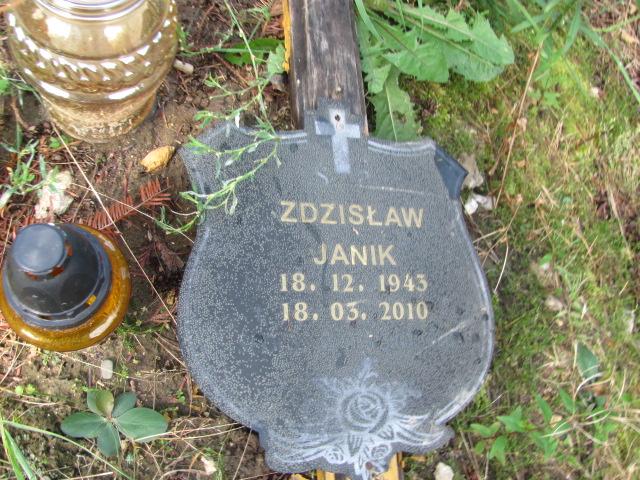 ZDZISŁAW
JANIK
18. 12. 1943
18. 03. 2010